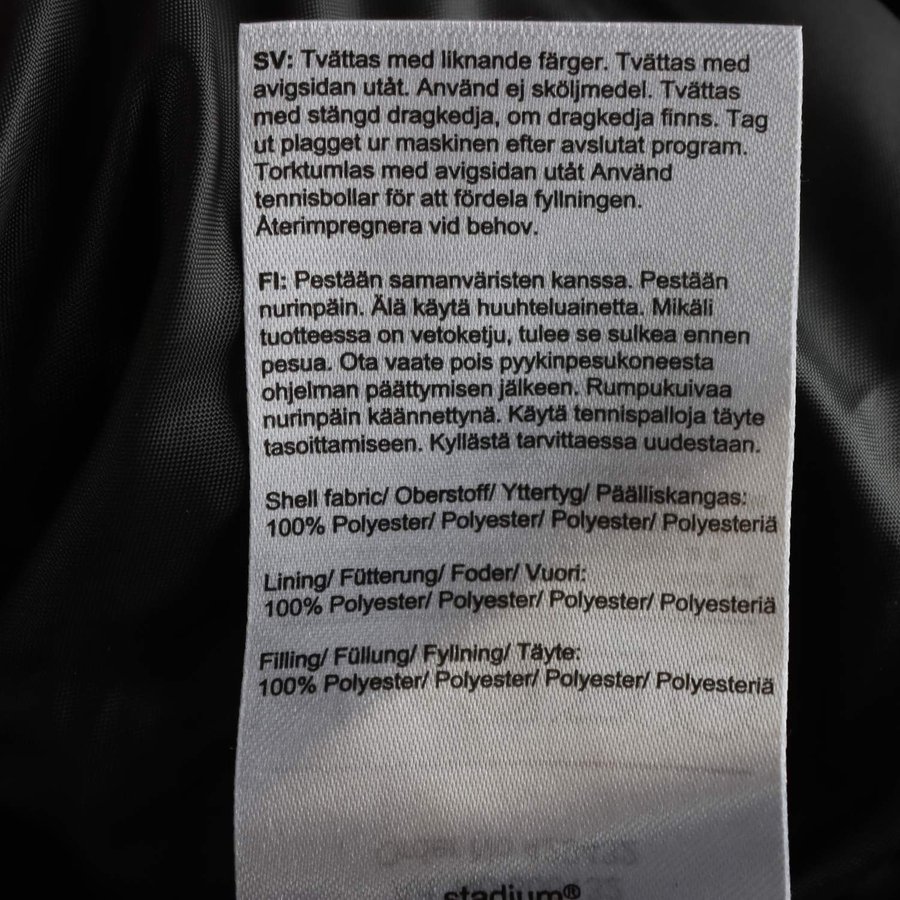 SV: Tvättas med liknande färger. Tvättas med
avigsidan utåt. Använd ej sköljmedel. Tvättas
med stängd dragkedja, om dragkedja finns. Tag
ut plagget ur maskinen efter avslutat program.
Torktumlas med avigsidan utåt Använd
tennisbollar för att fördela fyllningen.
Återimpregnera vid behov.
FI: Pestään samanväristen kanssa. Pestään
nurinpäin. Älä käytä huuhteluainetta. Mikäli
tuotteessa on vetoketju, tulee se sulkea ennen
pesua. Ota vaate pois pyykinpesukoneesta
ohjelman päättymisen jälkeen. Rumpukuivaa
nurinpäin käännettynä. Käytä tennispalloja täyte
tasoittamiseen. Kyllästä tarvittaessa uudestaan.
Shell fabric/ Oberstoff/ Yttertyg/ Päälliskangas:
100% Polyester/ Polyester/ Polyester/ Polyesteriä
Lining/ Fütterung/ Foder/ Vuori:
100% Polyester/ Polyester/ Polyester/ Polyesteriä
Filling/ Füllung/ Fyllning/ Täyte:
100% Polyester/ Polyester/ Polyester/ Polyesteriä
stadium®